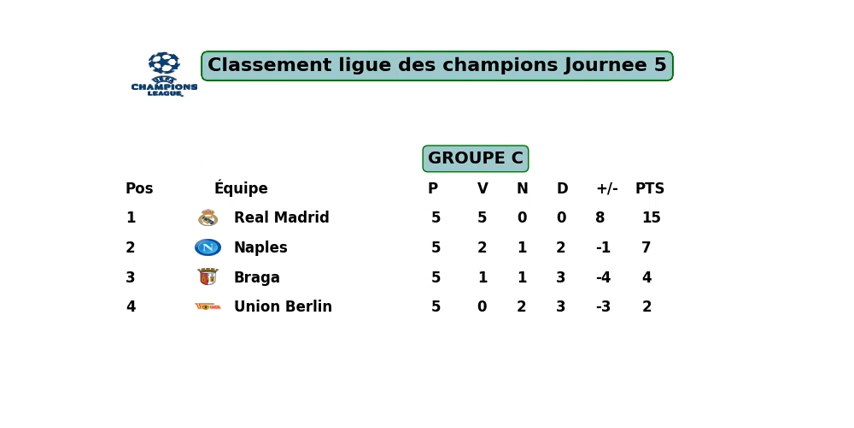 Classement ligue des champions Journee 5
UEFA
CHAMPIONS
LEAGUE
GROUPE C
Pos Équipe P V N D +/- PTS
1 Real Madrid 5 5 0 0 8 15
2 N Naples 5 2 1 2 -1 7
3 Braga 5 1 1 3 -4 4
4 Union Berlin 5 0 2 3 -3 2